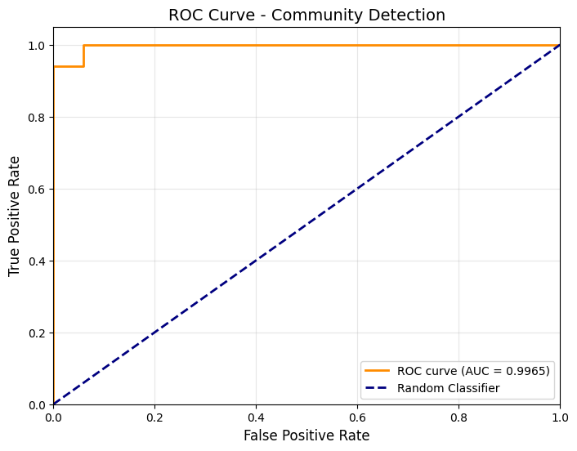 ROC Curve - Community Detection
True Positive Rate
1.0
0.8
0.6
0.4
0.2
0.0
0.0 0.2 0.4 0.6 0.8 1.0
False Positive Rate
ROC curve (AUC = 0.9965)
Random Classifier